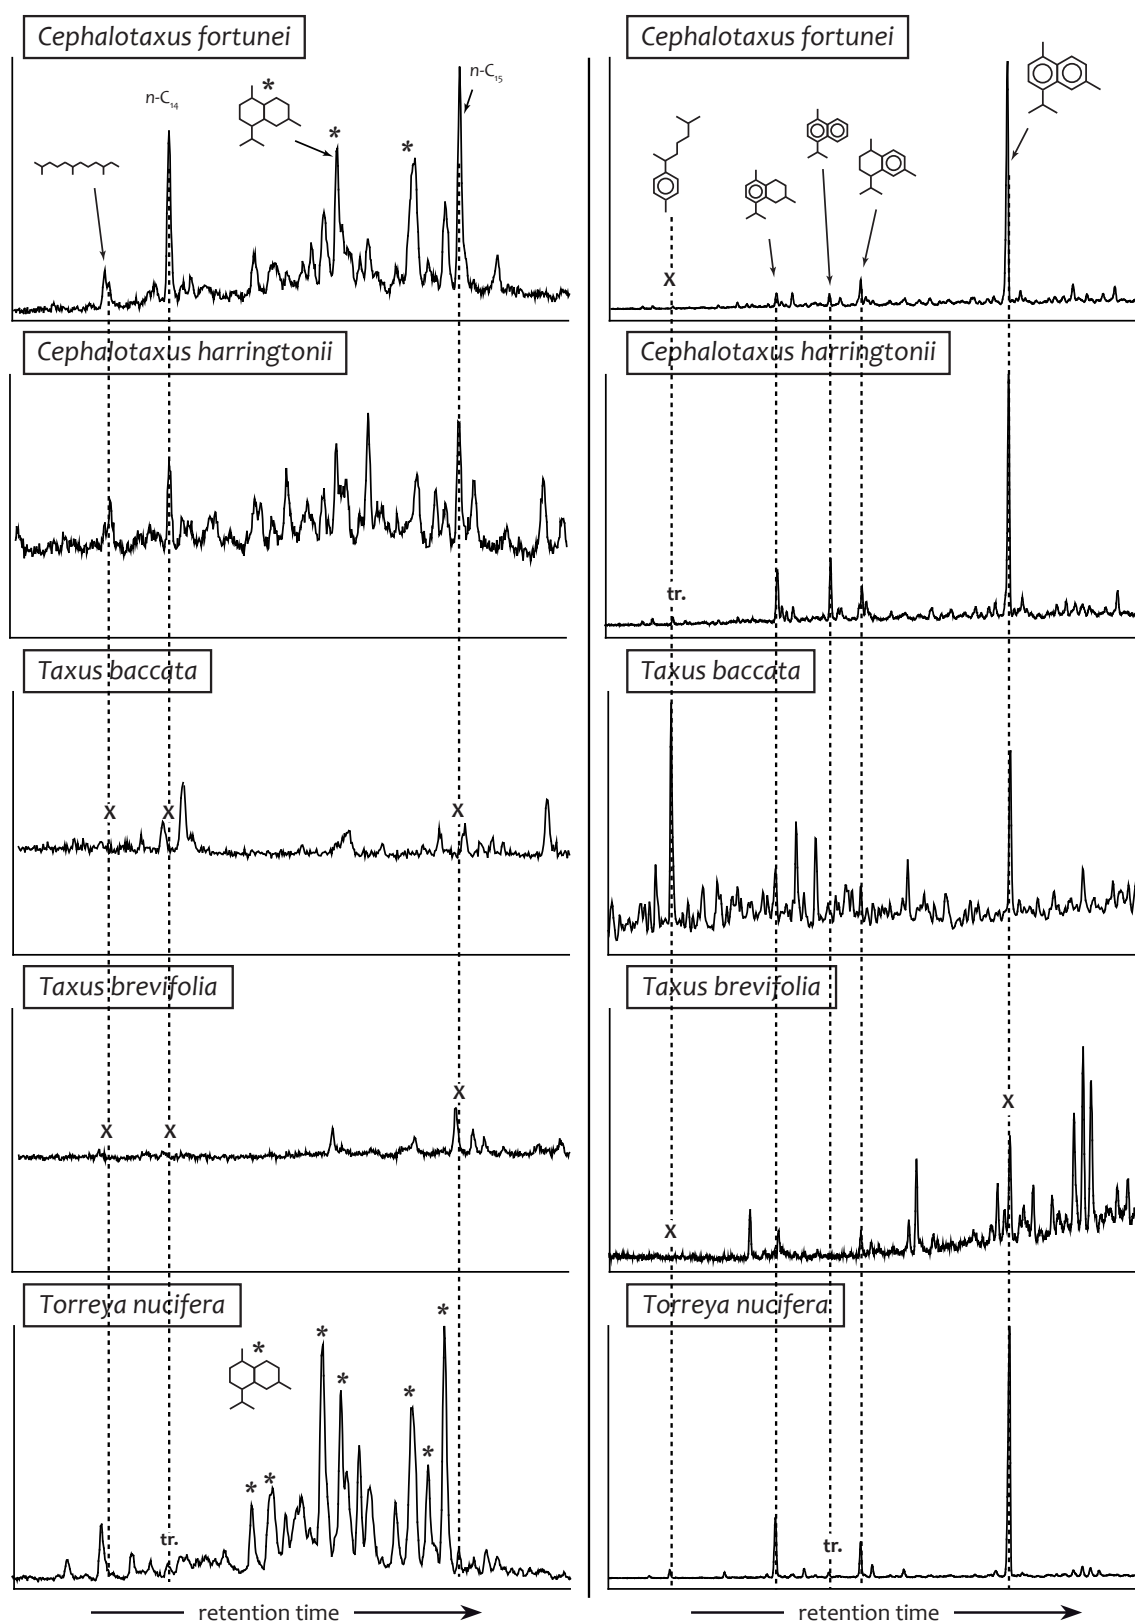 Cephalotaxus fortunei
n-C₁₄
*
*
*
n-C₁₅
Cephalotaxus harringtonii
Taxus baccata
X
X
X
Taxus brevifolia
X
X
X
Torreya nucifera
*
*
*
*
*
*
*
*
tr.
retention time
Cephalotaxus fortunei
X
Cephalotaxus harringtonii
tr.
Taxus baccata
Taxus brevifolia
X
X
Torreya nucifera
tr.
retention time